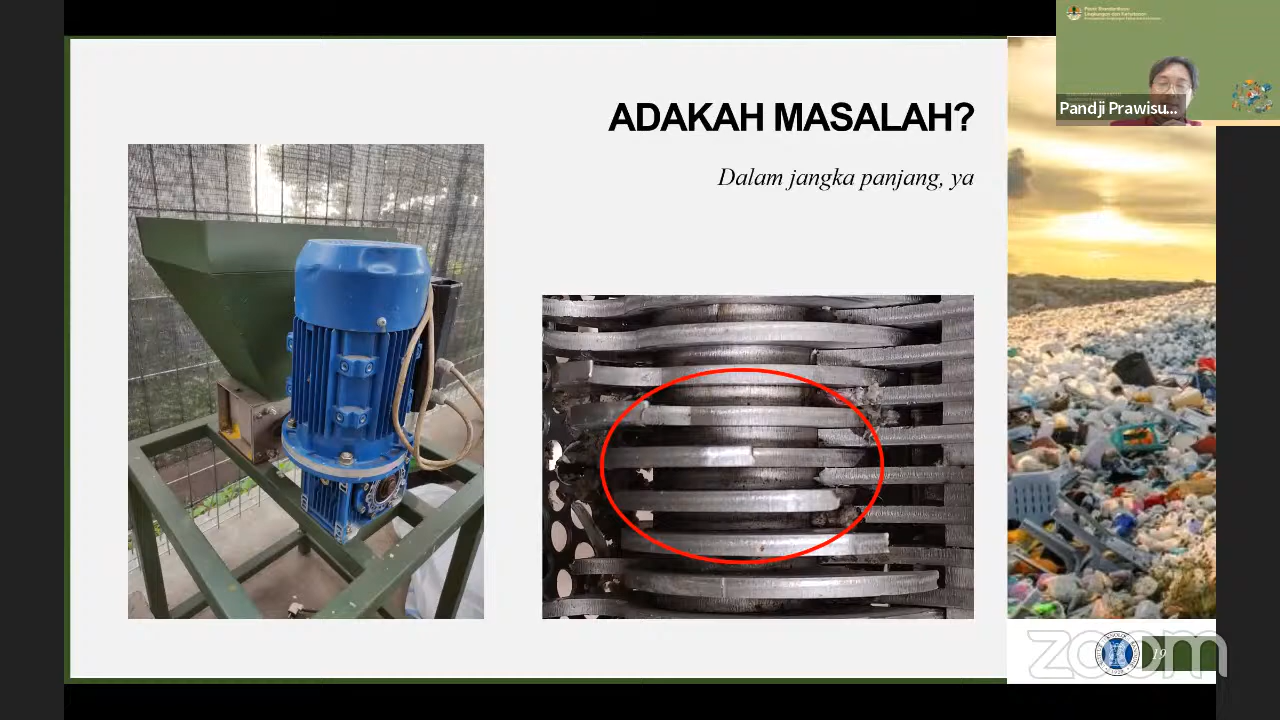 ADAKAH MASALAH?
Dalam jangka panjang, ya
Pandji Prawisu...
zoom
19